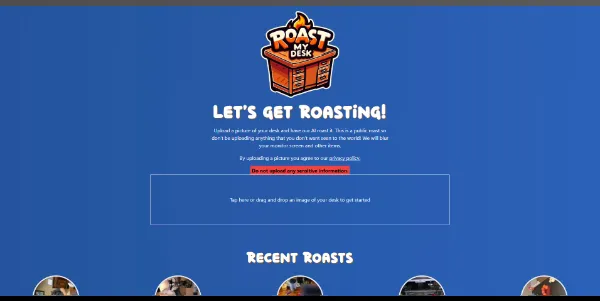 ROAST
MY
DESK
LET'S GET ROASTING!
Upload a picture of your desk and have our AI roast it. This is a public roast so
don't be uploading anything that you don't want seen to the world! We will blur
your monitor screen and other items.
By uploading a picture you agree to our privacy policy.
Do not upload any sensitive information.
Tap here or drag and drop an image of your desk to get started
RECENT ROASTS